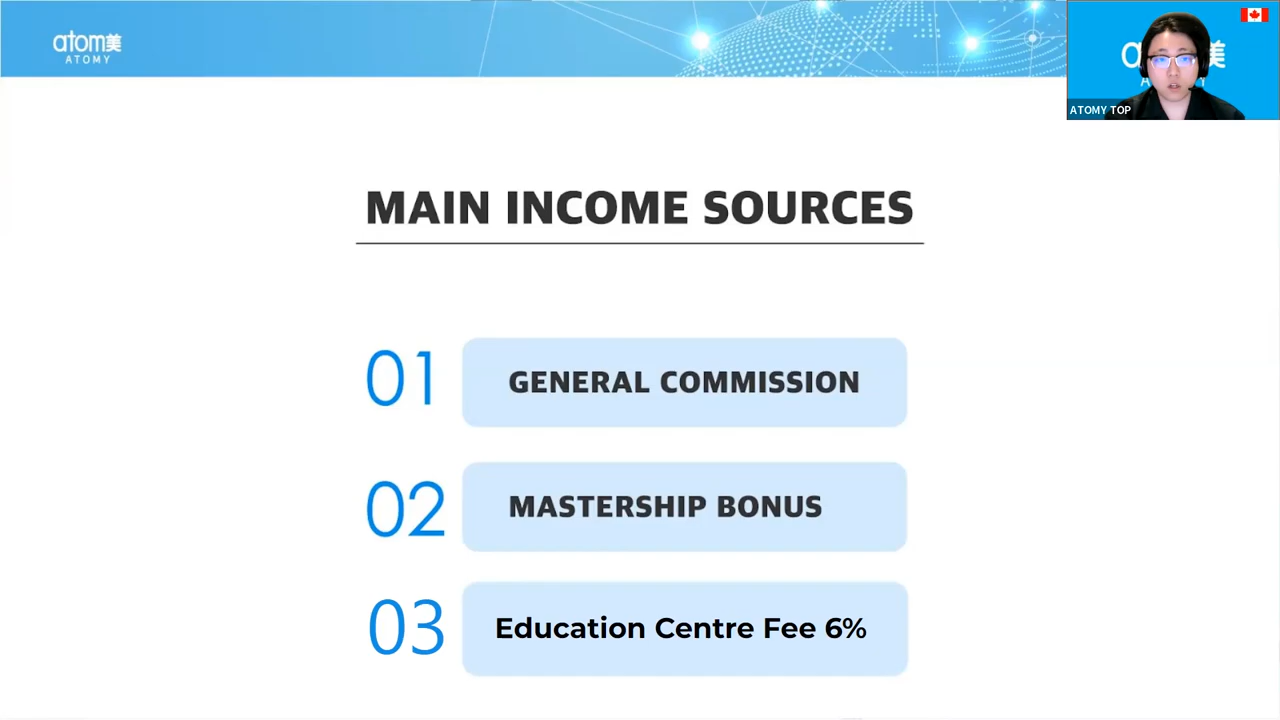 atom美
ATOMY
ATOMY TOP
MAIN INCOME SOURCES
01 GENERAL COMMISSION
02 MASTERSHIP BONUS
03 Education Centre Fee 6%